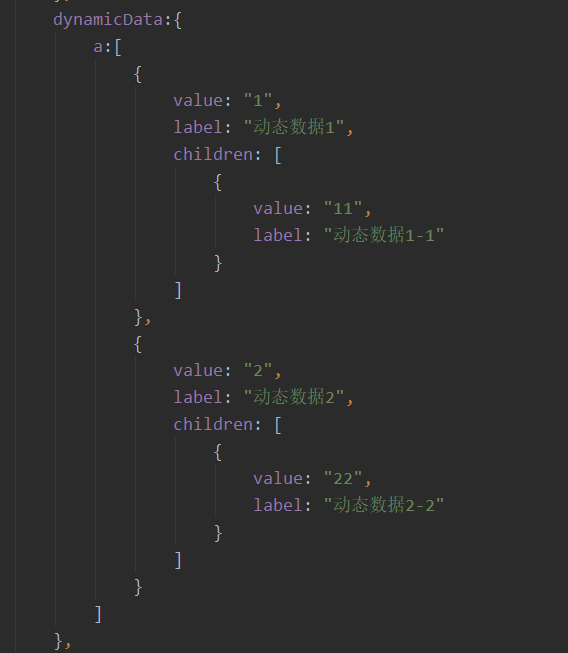 dynamicData:{
a:[
{
value: "1",
label: "动态数据1",
children: [
{
value: "11",
label: "动态数据1-1"
}
]
},
{
value: "2",
label: "动态数据2",
children: [
{
value: "22",
label: "动态数据2-2"
}
]
}
]
},